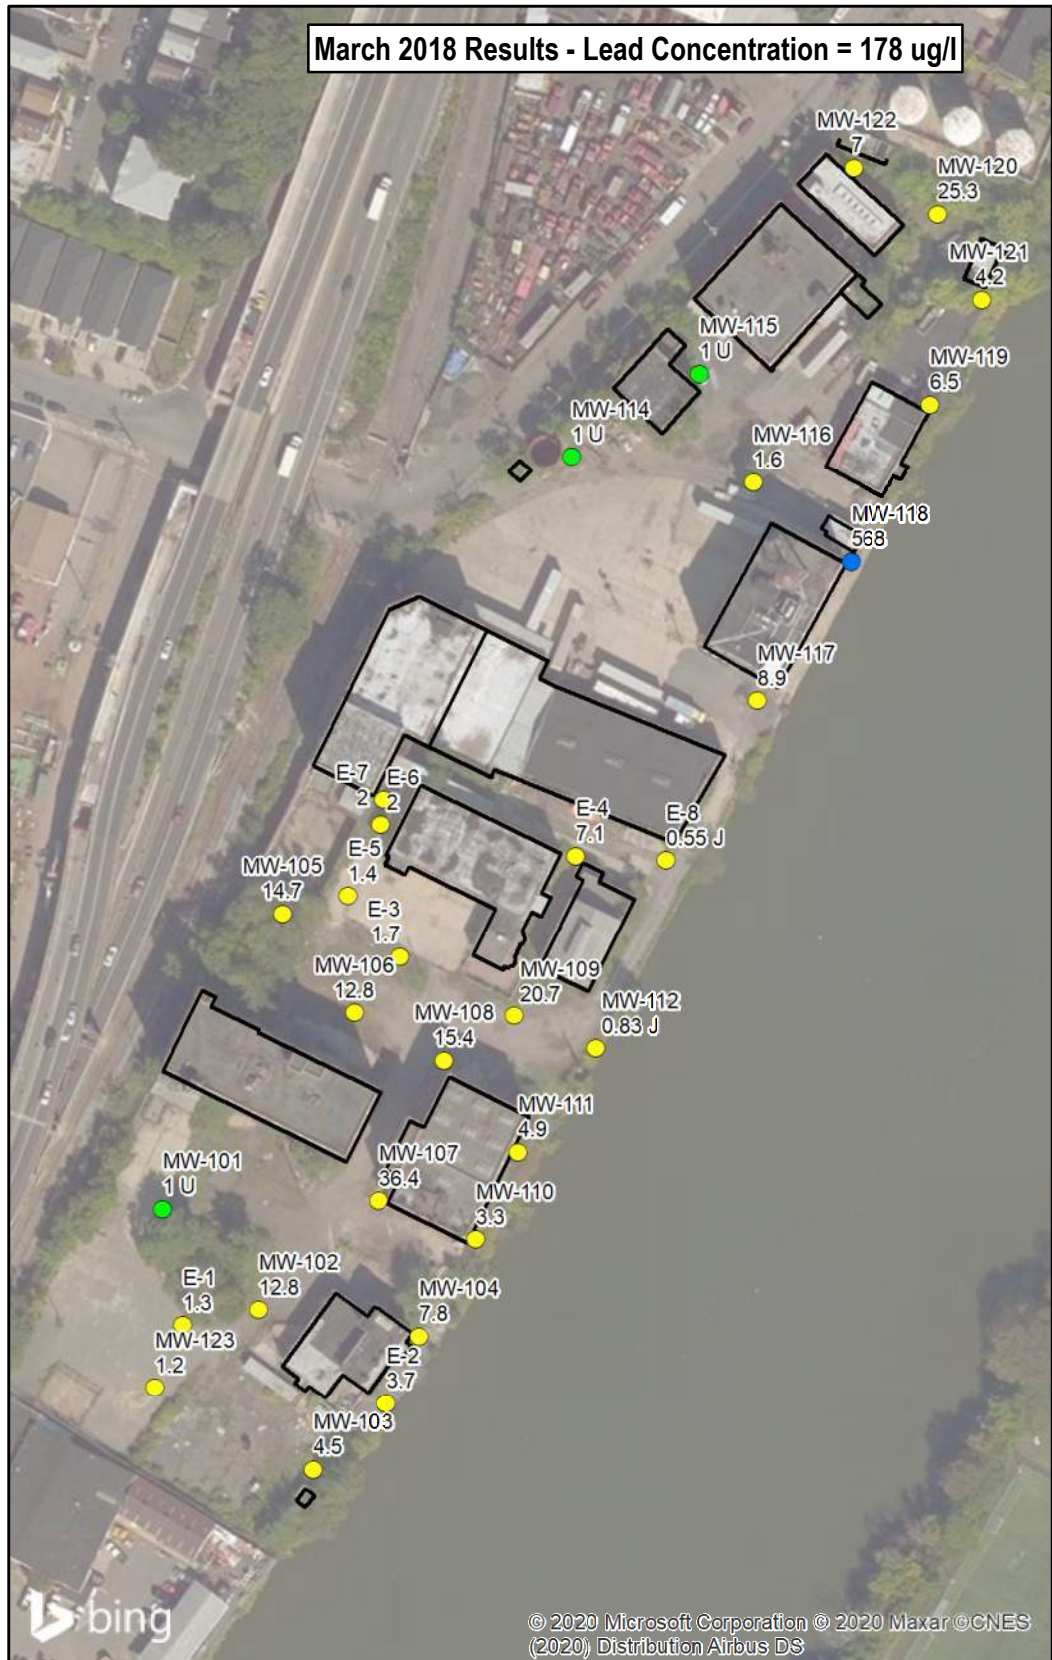 March 2018 Results - Lead Concentration = 178 ug/l
MW-122
7
MW-120
25.3
MW-121
4.2
MW-115
1 U
MW-119
6.5
MW-114
1 U
MW-116
1.6
MW-118
568
MW-117
8.9
E-7
2
E-6
2
E-4
7.1
E-8
0.55 J
E-5
1.4
MW-105
14.7
E-3
1.7
MW-106
12.8
MW-109
20.7
MW-112
0.83 J
MW-108
15.4
MW-111
4.9
MW-107
36.4
MW-101
1 U
MW-110
3.3
MW-102
12.8
MW-104
7.8
E-1
1.3
MW-123
1.2
E-2
3.7
MW-103
4.5
bing
© 2020 Microsoft Corporation © 2020 Maxar ©CNES
(2020) Distribution Airbus DS